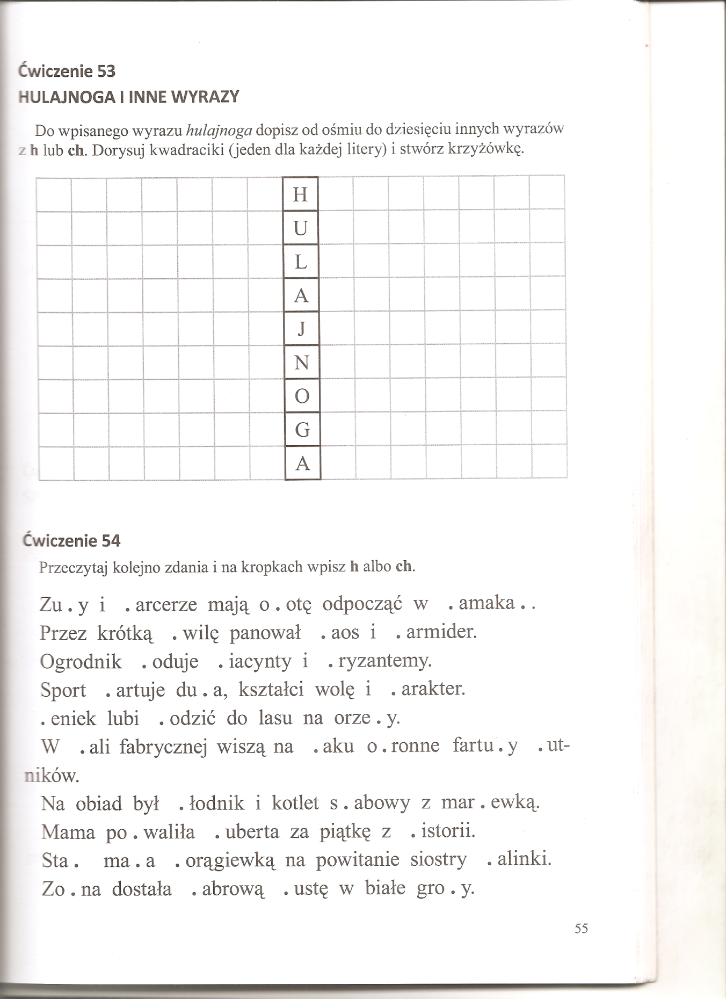 Ćwiczenie 53
HULAJNOGA I INNE WYRAZY
Do wpisanego wyrazu hulajnoga dopisz od ośmiu do dziesięciu innych wyrazów
z h lub ch. Dorysuj kwadraciki (jeden dla każdej litery) i stwórz krzyżówkę.
H
U
L
A
J
N
O
G
A
Ćwiczenie 54
Przeczytaj kolejno zdania i na kropkach wpisz h albo ch.
Zu . y i . arcerze mają o . otę odpocząć w . amaka . .
Przez krótką . wilę panował . aos i . armider.
Ogrodnik . oduje . iacynty i . ryzantemy.
Sport . artuje du . a, kształci wolę i . arakter.
. eniek lubi . odzić do lasu na orze . y.
W . ali fabrycznej wiszą na . aku o . ronne fartu . y . ut-
ników.
Na obiad był . łodnik i kotlet s . abowy z mar . ewką.
Mama po . waliła . uberta za piątkę z . istorii.
Sta . ma . a . orągiewką na powitanie siostry . alinki.
Zo . na dostała . abrową . ustę w białe gro . y.
55